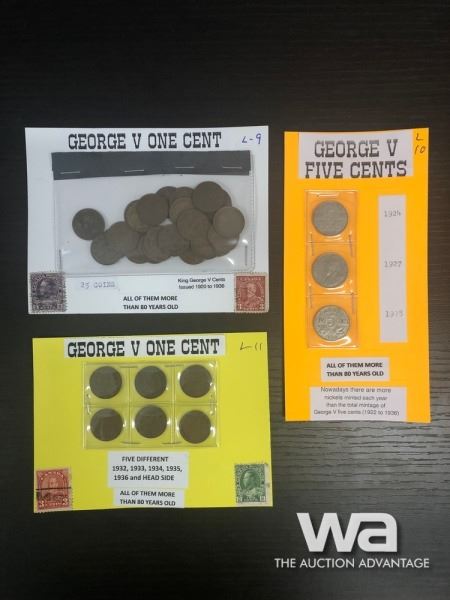 GEORGE V ONE CENT
L-9
25 COINS
King George V Cents
Issued 1920 to 1936
ALL OF THEM MORE
THAN 80 YEARS OLD
GEORGE V
FIVE CENTS
L
10
1924
1927
ALL OF THEM MORE
THAN 80 YEARS OLD
Nowadays there are more
nickels minted each year
than the total mintage of
George V five cents (1922 to 1936)
GEORGE V ONE CENT
L-11
FIVE DIFFERENT
1932, 1933, 1934, 1935,
1936 and HEAD SIDE
ALL OF THEM MORE
THAN 80 YEARS OLD
wa
THE AUCTION ADVANTAGE